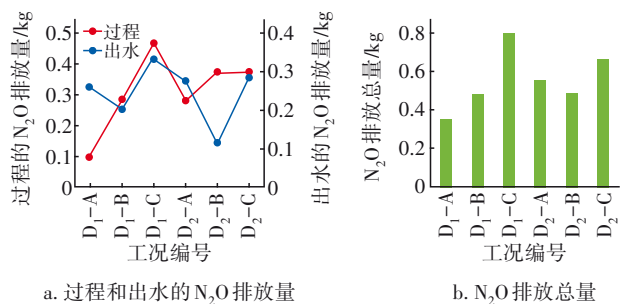 过程的N₂O排放量/kg
0.5
0.4
0.3
0.2
0.1
0
过程
出水
0.4
0.3
0.2
0.1
0
出水的N₂O排放量/kg
D₁-A
D₁-B
D₁-C
D₂-A
D₂-B
D₂-C
工况编号
a. 过程和出水的N₂O排放量
N₂O排放总量/kg
0.8
0.6
0.4
0.2
0
D₁-A
D₁-B
D₁-C
D₂-A
D₂-B
D₂-C
工况编号
b. N₂O排放总量